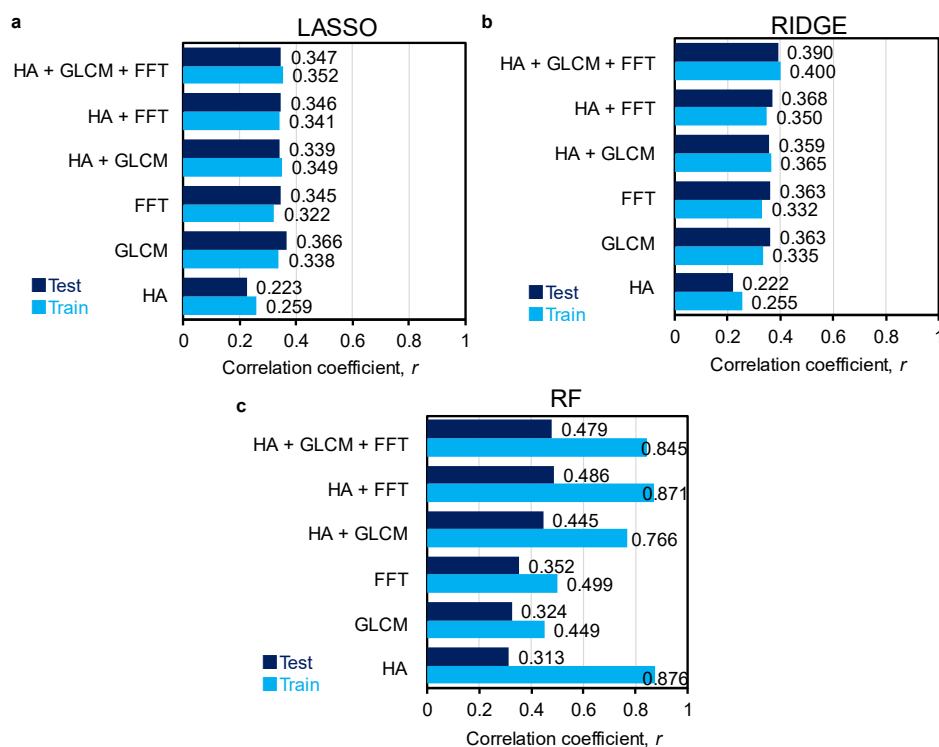 a
LASSO
HA + GLCM + FFT
0.347
0.352
HA + FFT
0.346
0.341
HA + GLCM
0.339
0.349
FFT
0.345
0.322
GLCM
0.366
0.338
HA
0.223
0.259
Test
Train
0 0.2 0.4 0.6 0.8 1
Correlation coefficient, r
b
RIDGE
HA + GLCM + FFT
0.390
0.400
HA + FFT
0.368
0.350
HA + GLCM
0.359
0.365
FFT
0.363
0.332
GLCM
0.363
0.335
HA
0.222
0.255
Test
Train
0 0.2 0.4 0.6 0.8 1
Correlation coefficient, r
c
RF
HA + GLCM + FFT
0.479
0.845
HA + FFT
0.486
0.871
HA + GLCM
0.445
0.766
FFT
0.352
0.499
GLCM
0.324
0.449
HA
0.313
0.876
Test
Train
0 0.2 0.4 0.6 0.8 1
Correlation coefficient, r